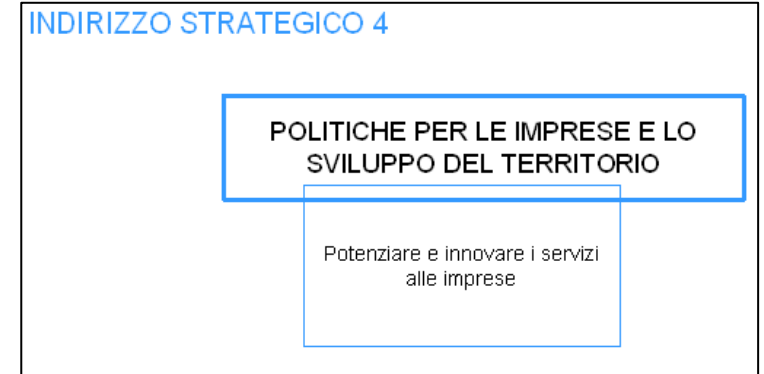 INDIRIZZO STRATEGICO 4
POLITICHE PER LE IMPRESE E LO
SVILUPPO DEL TERRITORIO
Potenziare e innovare i servizi
alle imprese